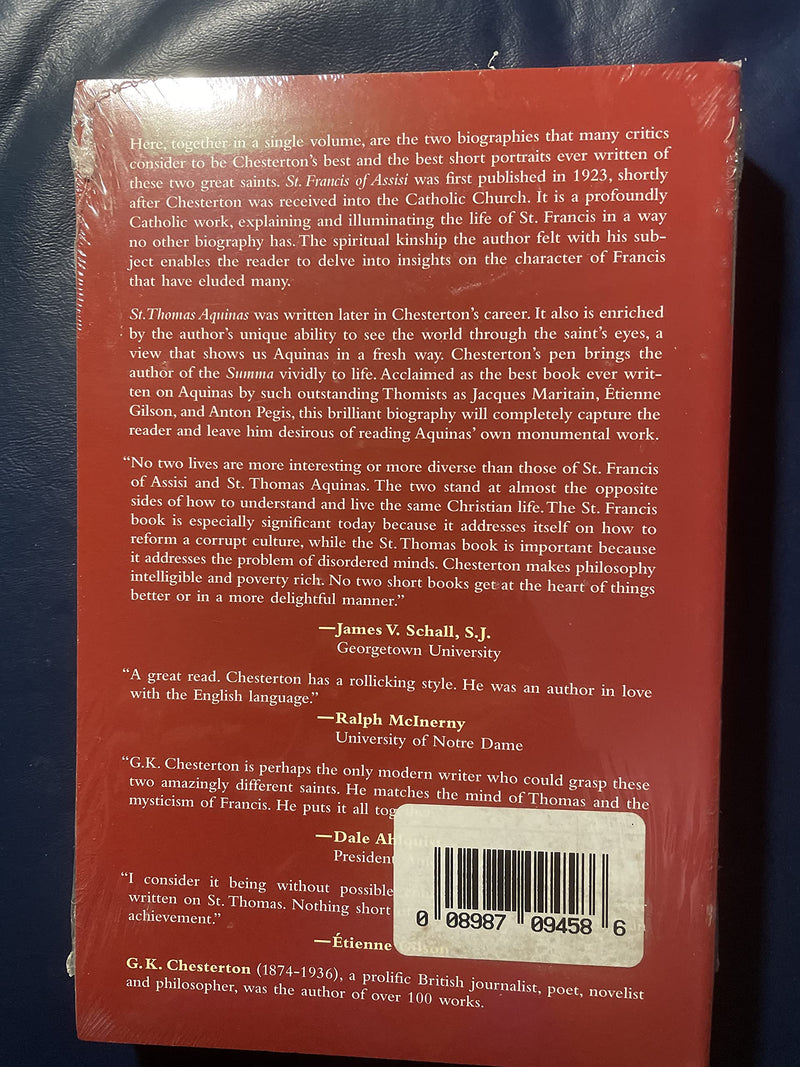 Here, together in a single volume, are the two biographies that many critics
consider to be Chesterton's best and the best short portraits ever written of
these two great saints. St. Francis of Assisi was first published in 1923, shortly
after Chesterton was received into the Catholic Church. It is a profoundly
Catholic work, explaining and illuminating the life of St. Francis in a way
no other biography has. The spiritual kinship the author felt with his sub-
ject enables the reader to delve into insights on the character of Francis
that have eluded many.
St. Thomas Aquinas was written later in Chesterton's career. It also is enriched
by the author's unique ability to see the world through the saint's eyes, a
view that shows us Aquinas in a fresh way. Chesterton's pen brings the
author of the Summa vividly to life. Acclaimed as the best book ever writ-
ten on Aquinas by such outstanding Thomists as Jacques Maritain, Étienne
Gilson, and Anton Pegis, this brilliant biography will completely capture the
reader and leave him desirous of reading Aquinas' own monumental work.
"No two lives are more interesting or more diverse than those of St. Francis
of Assisi and St. Thomas Aquinas. The two stand at almost the opposite
sides of how to understand and live the same Christian life. The St. Francis
book is especially significant today because it addresses itself on how to
reform a corrupt culture, while the St. Thomas book is important because
it addresses the problem of disordered minds. Chesterton makes philosophy
intelligible and poverty rich. No two short books get at the heart of things
better or in a more delightful manner."
—James V. Schall, S.J.
Georgetown University
"A great read. Chesterton has a rollicking style. He was an author in love
with the English language."
—Ralph McInerny
University of Notre Dame
"G.K. Chesterton is perhaps the only modern writer who could grasp these
two amazingly different saints. He matches the mind of Thomas and the
mysticism of Francis. He puts it all together
—Dale Ahlquist
President
"I consider it being without possible
written on St. Thomas. Nothing short
achievement."
—Étienne Gilson
0 08987 09458 6
G.K. Chesterton (1874-1936), a prolific British journalist, poet, novelist
and philosopher, was the author of over 100 works.